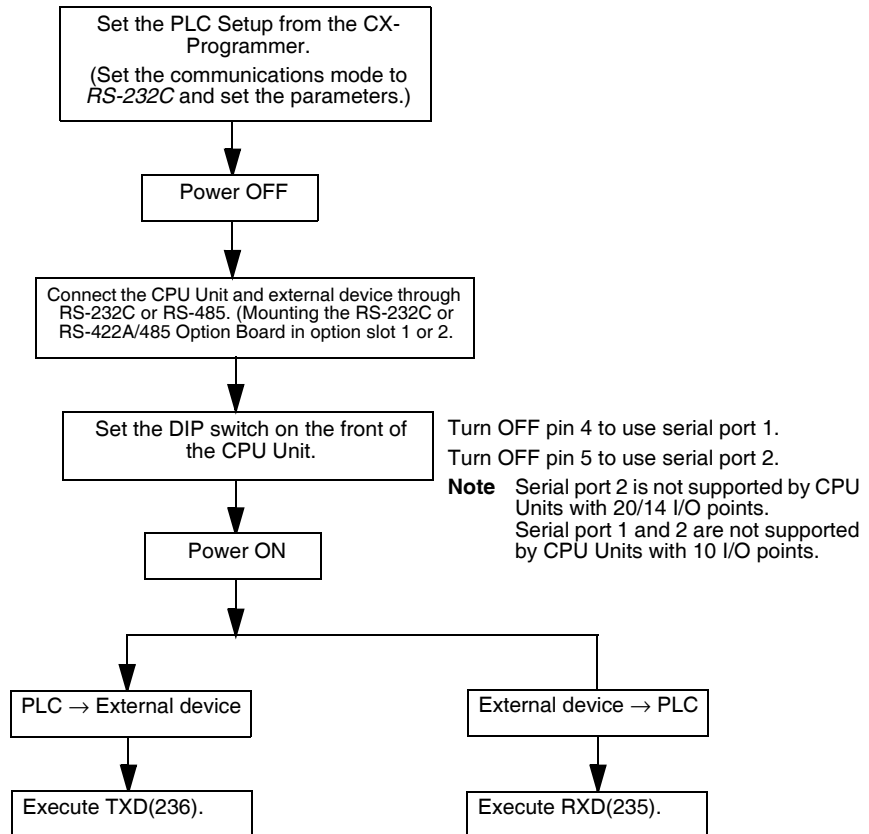 Set the PLC Setup from the CX-
Programmer.
(Set the communications mode to
RS-232C and set the parameters.)
Power OFF
Connect the CPU Unit and external device through
RS-232C or RS-485. (Mounting the RS-232C or
RS-422A/485 Option Board in option slot 1 or 2.
Set the DIP switch on the front of
the CPU Unit.
Turn OFF pin 4 to use serial port 1.
Turn OFF pin 5 to use serial port 2.
Note Serial port 2 is not supported by CPU
Units with 20/14 I/O points.
Serial port 1 and 2 are not supported
by CPU Units with 10 I/O points.
Power ON
PLC → External device
External device → PLC
Execute TXD(236).
Execute RXD(235).